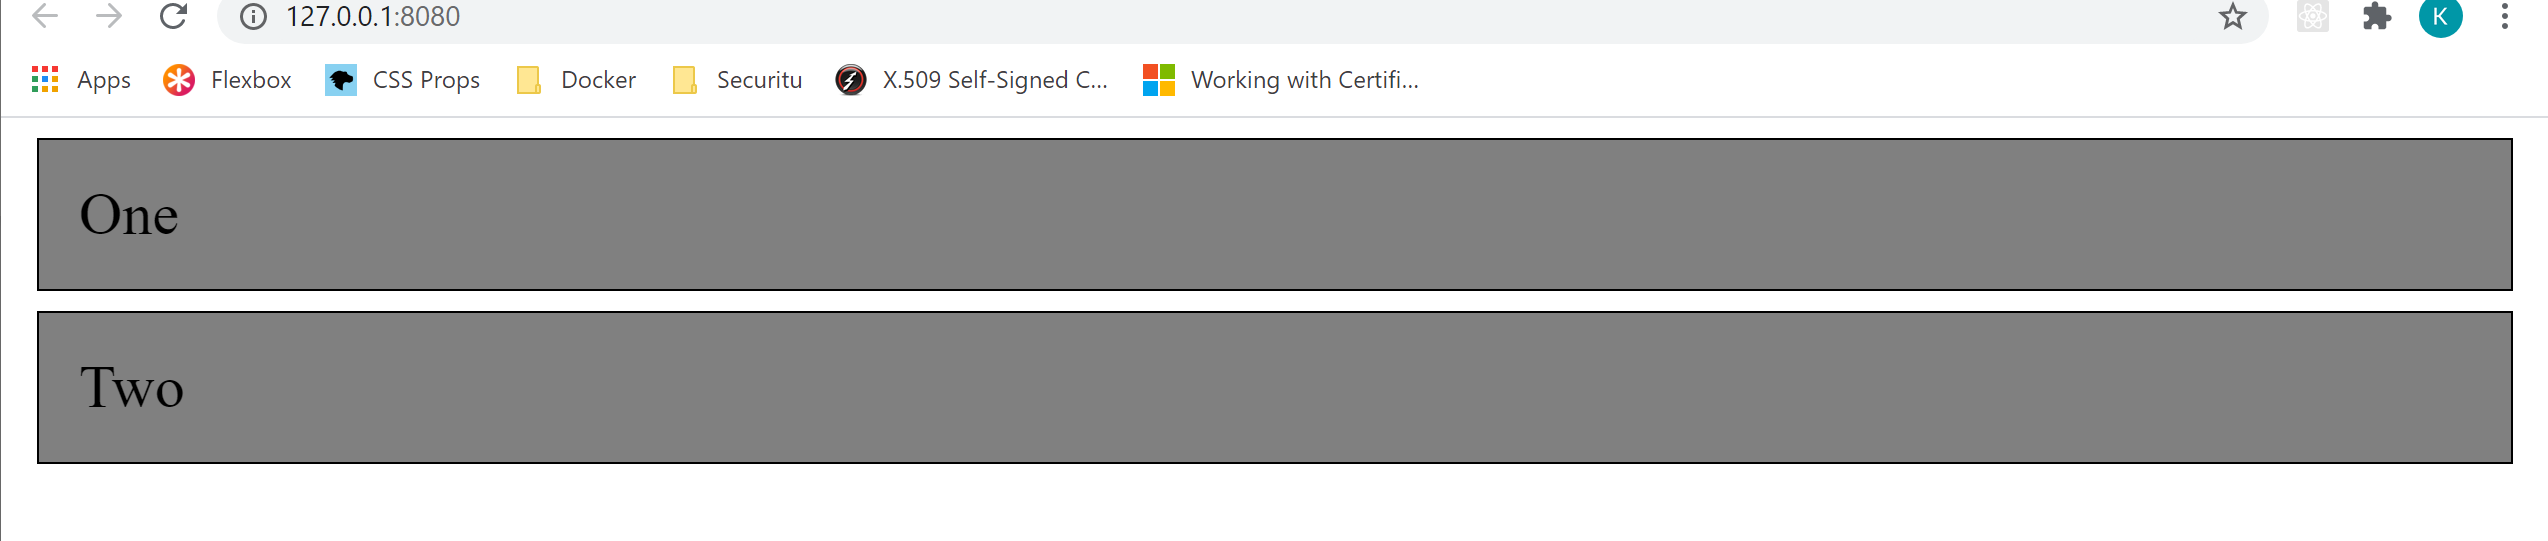 127.0.0.1:8080
K
Apps Flexbox CSS Props Docker Securitu X.509 Self-Signed C... Working with Certifi...
One
Two